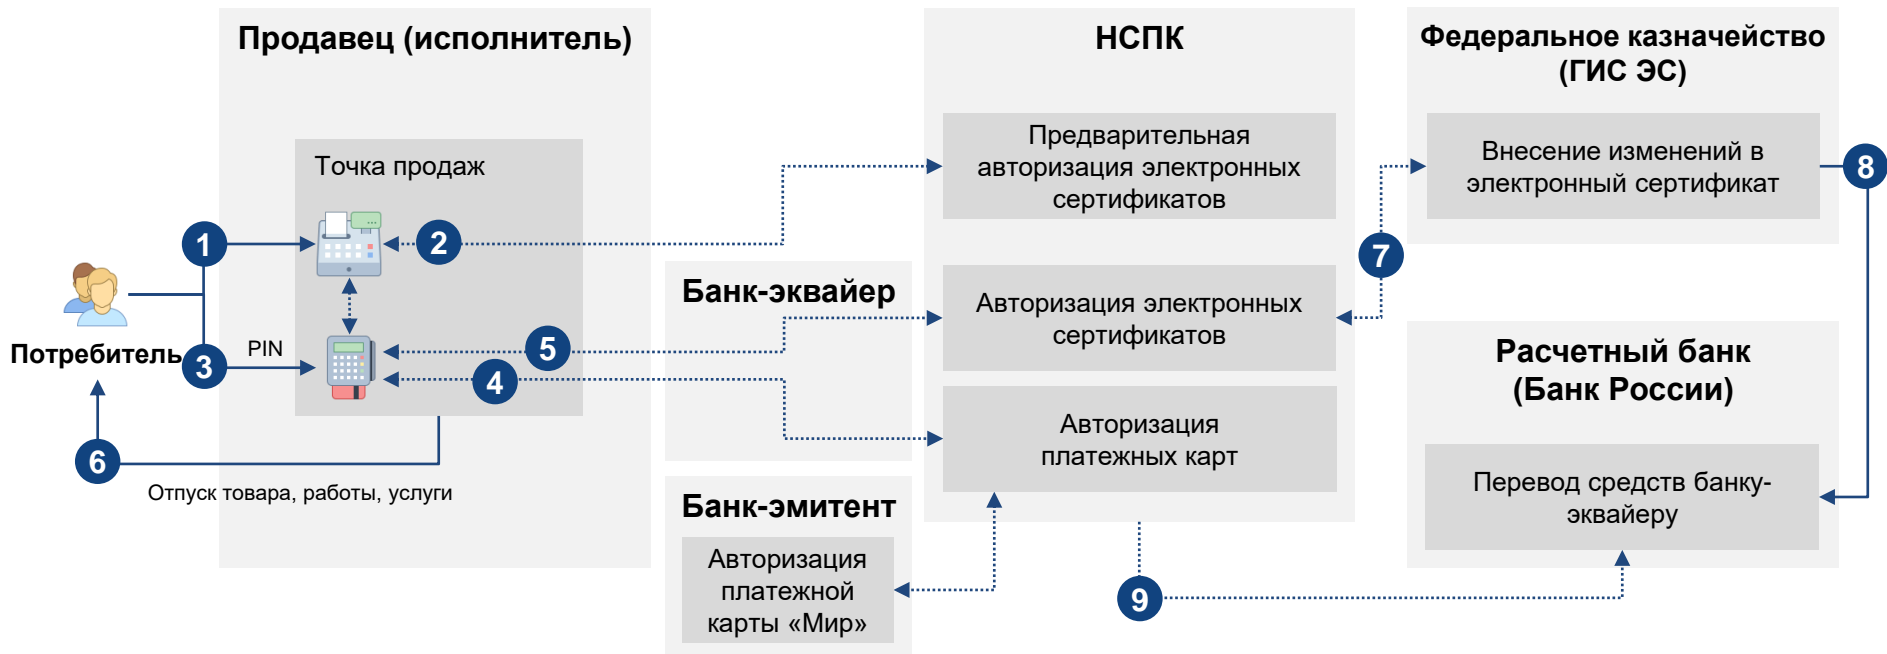 Продавец (исполнитель)
Точка продаж
1
2
Потребитель
3
PIN
5
4
6
Отпуск товара, работы, услуги
Банк-эквайер
Банк-эмитент
Авторизация
платежной
карты «Мир»
НСПК
Предварительная
авторизация электронных
сертификатов
Авторизация электронных
сертификатов
Авторизация
платежных карт
7
9
Федеральное казначейство
(ГИС ЭС)
Внесение изменений в
электронный сертификат
8
Расчетный банк
(Банк России)
Перевод средств банку-
эквайеру